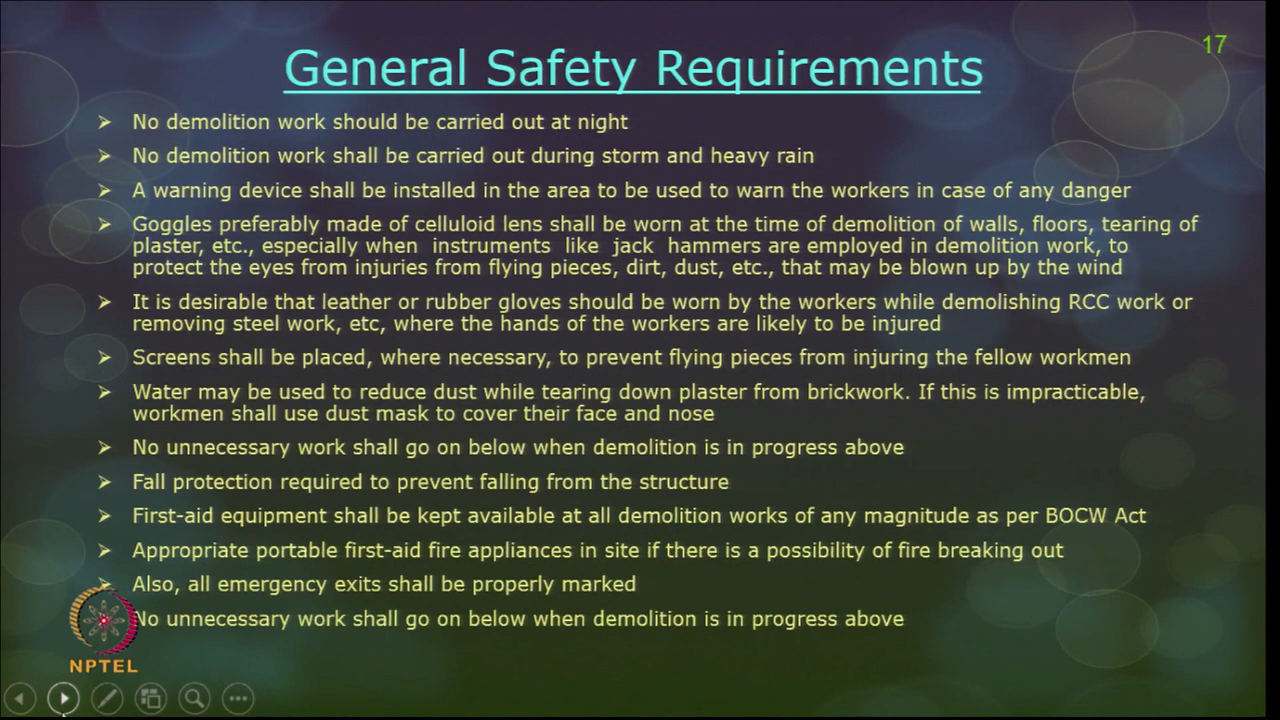 17
General Safety Requirements
➢ No demolition work should be carried out at night
➢ No demolition work shall be carried out during storm and heavy rain
➢ A warning device shall be installed in the area to be used to warn the workers in case of any danger
➢ Goggles preferably made of celluloid lens shall be worn at the time of demolition of walls, floors, tearing of
plaster, etc., especially when instruments like jack hammers are employed in demolition work, to
protect the eyes from injuries from flying pieces, dirt, dust, etc., that may be blown up by the wind
➢ It is desirable that leather or rubber gloves should be worn by the workers while demolishing RCC work or
removing steel work, etc, where the hands of the workers are likely to be injured
➢ Screens shall be placed, where necessary, to prevent flying pieces from injuring the fellow workmen
➢ Water may be used to reduce dust while tearing down plaster from brickwork. If this is impracticable,
workmen shall use dust mask to cover their face and nose
➢ No unnecessary work shall go on below when demolition is in progress above
➢ Fall protection required to prevent falling from the structure
➢ First-aid equipment shall be kept available at all demolition works of any magnitude as per BOCW Act
➢ Appropriate portable first-aid fire appliances in site if there is a possibility of fire breaking out
➢ Also, all emergency exits shall be properly marked
No unnecessary work shall go on below when demolition is in progress above
NPTEL